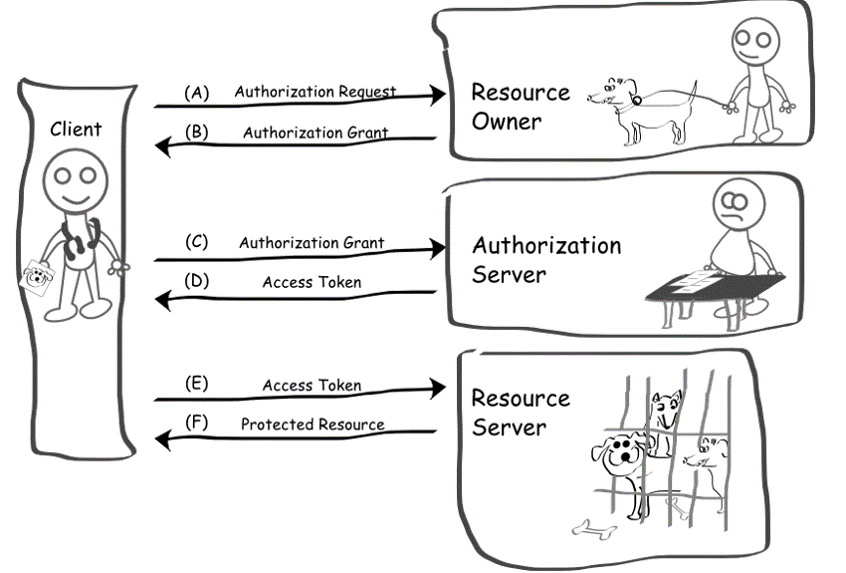 Client
(A) Authorization Request
(B) Authorization Grant
Resource
Owner
(C) Authorization Grant
(D) Access Token
Authorization
Server
(E) Access Token
(F) Protected Resource
Resource
Server